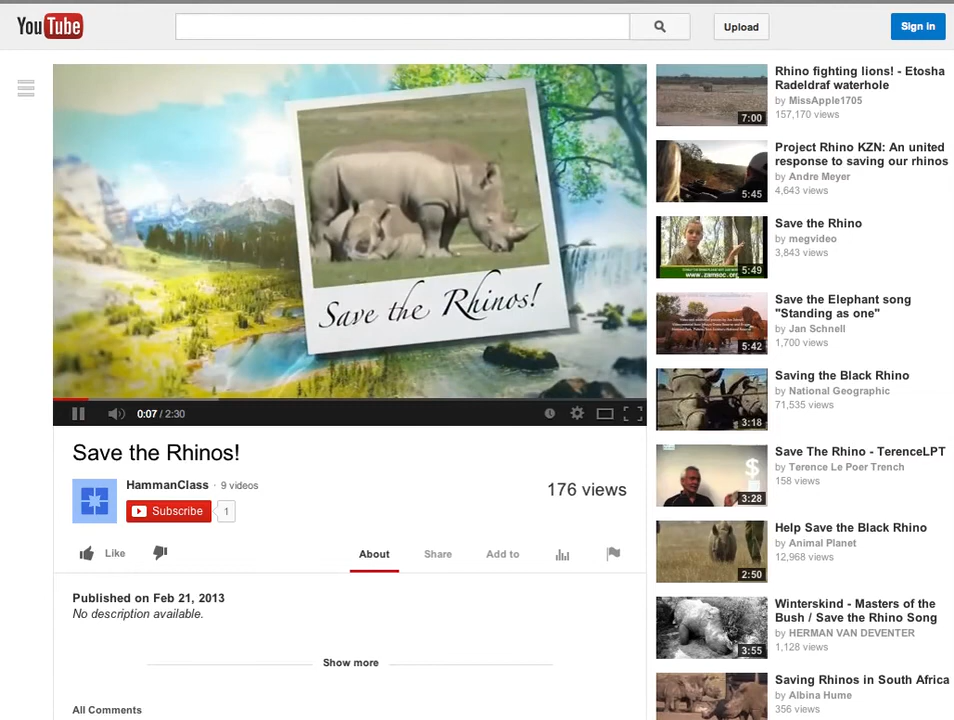 YouTube
Upload
Sign in
Save the Rhinos!
0:07 / 2:30
Save the Rhinos!
HammanClass · 9 videos
Subscribe
1
176 views
Like
About
Share
Add to
Published on Feb 21, 2013
No description available.
Show more
All Comments
7:00
Rhino fighting lions! - Etosha
Radeldraf waterhole
by MissApple1705
157,170 views
5:45
Project Rhino KZN: An united
response to saving our rhinos
by Andre Meyer
4,643 views
www.zamsoc.org
5:49
Save the Rhino
by megvideo
3,843 views
5:42
Save the Elephant song
"Standing as one"
by Jan Schnell
1,700 views
3:18
Saving the Black Rhino
by National Geographic
71,535 views
$
3:28
Save The Rhino - TerenceLPT
by Terence Le Poer Trench
158 views
2:50
Help Save the Black Rhino
by Animal Planet
12,968 views
3:55
Winterskind - Masters of the
Bush / Save the Rhino Song
by HERMAN VAN DEVENTER
1,128 views
Saving Rhinos in South Africa
by Albina Hume
356 views